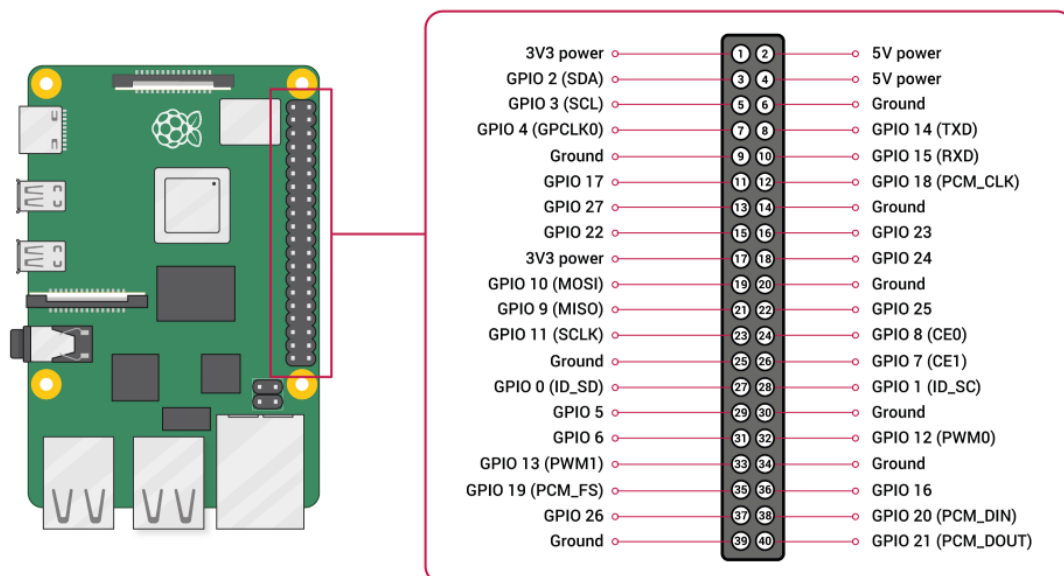 3V3 power 1 2 5V power
GPIO 2 (SDA) 3 4 5V power
GPIO 3 (SCL) 5 6 Ground
GPIO 4 (GPCLK0) 7 8 GPIO 14 (TXD)
Ground 9 10 GPIO 15 (RXD)
GPIO 17 11 12 GPIO 18 (PCM_CLK)
GPIO 27 13 14 Ground
GPIO 22 15 16 GPIO 23
3V3 power 17 18 GPIO 24
GPIO 10 (MOSI) 19 20 Ground
GPIO 9 (MISO) 21 22 GPIO 25
GPIO 11 (SCLK) 23 24 GPIO 8 (CE0)
Ground 25 26 GPIO 7 (CE1)
GPIO 0 (ID_SD) 27 28 GPIO 1 (ID_SC)
GPIO 5 29 30 Ground
GPIO 6 31 32 GPIO 12 (PWM0)
GPIO 13 (PWM1) 33 34 Ground
GPIO 19 (PCM_FS) 35 36 GPIO 16
GPIO 26 37 38 GPIO 20 (PCM_DIN)
Ground 39 40 GPIO 21 (PCM_DOUT)